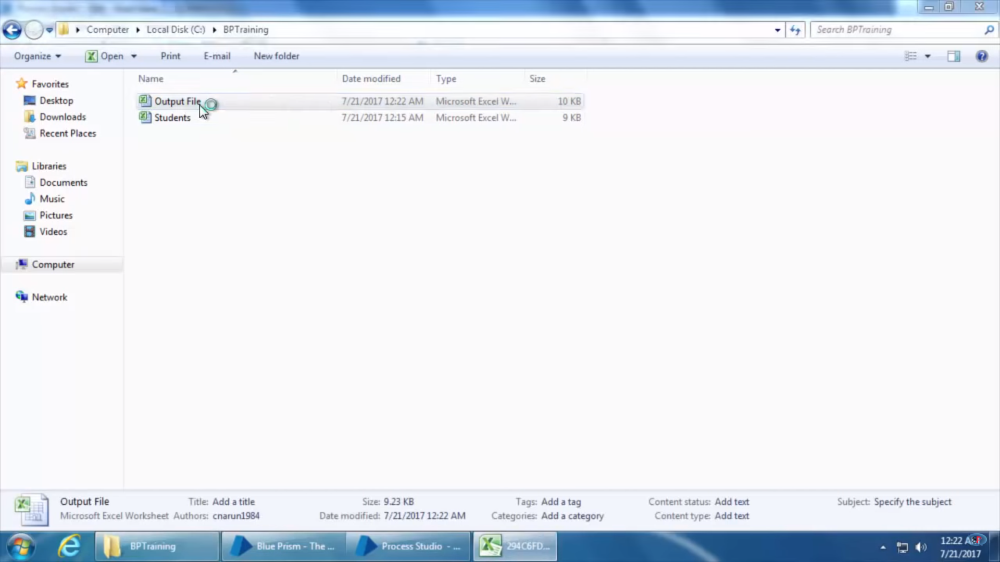 Computer Local Disk (C:) BPTraining
Search BPTraining
Organize Open Print E-mail New folder
Name Date modified Type Size
Output File 7/21/2017 12:22 AM Microsoft Excel W... 10 KB
Students 7/21/2017 12:15 AM Microsoft Excel W... 9 KB
Favorites
Desktop
Downloads
Recent Places
Libraries
Documents
Music
Pictures
Videos
Computer
Network
Output File Title: Add a title Size: 9.23 KB Tags: Add a tag Content status: Add text Subject: Specify the subject
Microsoft Excel Worksheet Authors: cnarun1984 Date modified: 7/21/2017 12:22 AM Categories: Add a category Content type: Add text
BPTraining Blue Prism - The ... Process Studio - ... 294C6FD...
12:22 AM
7/21/2017